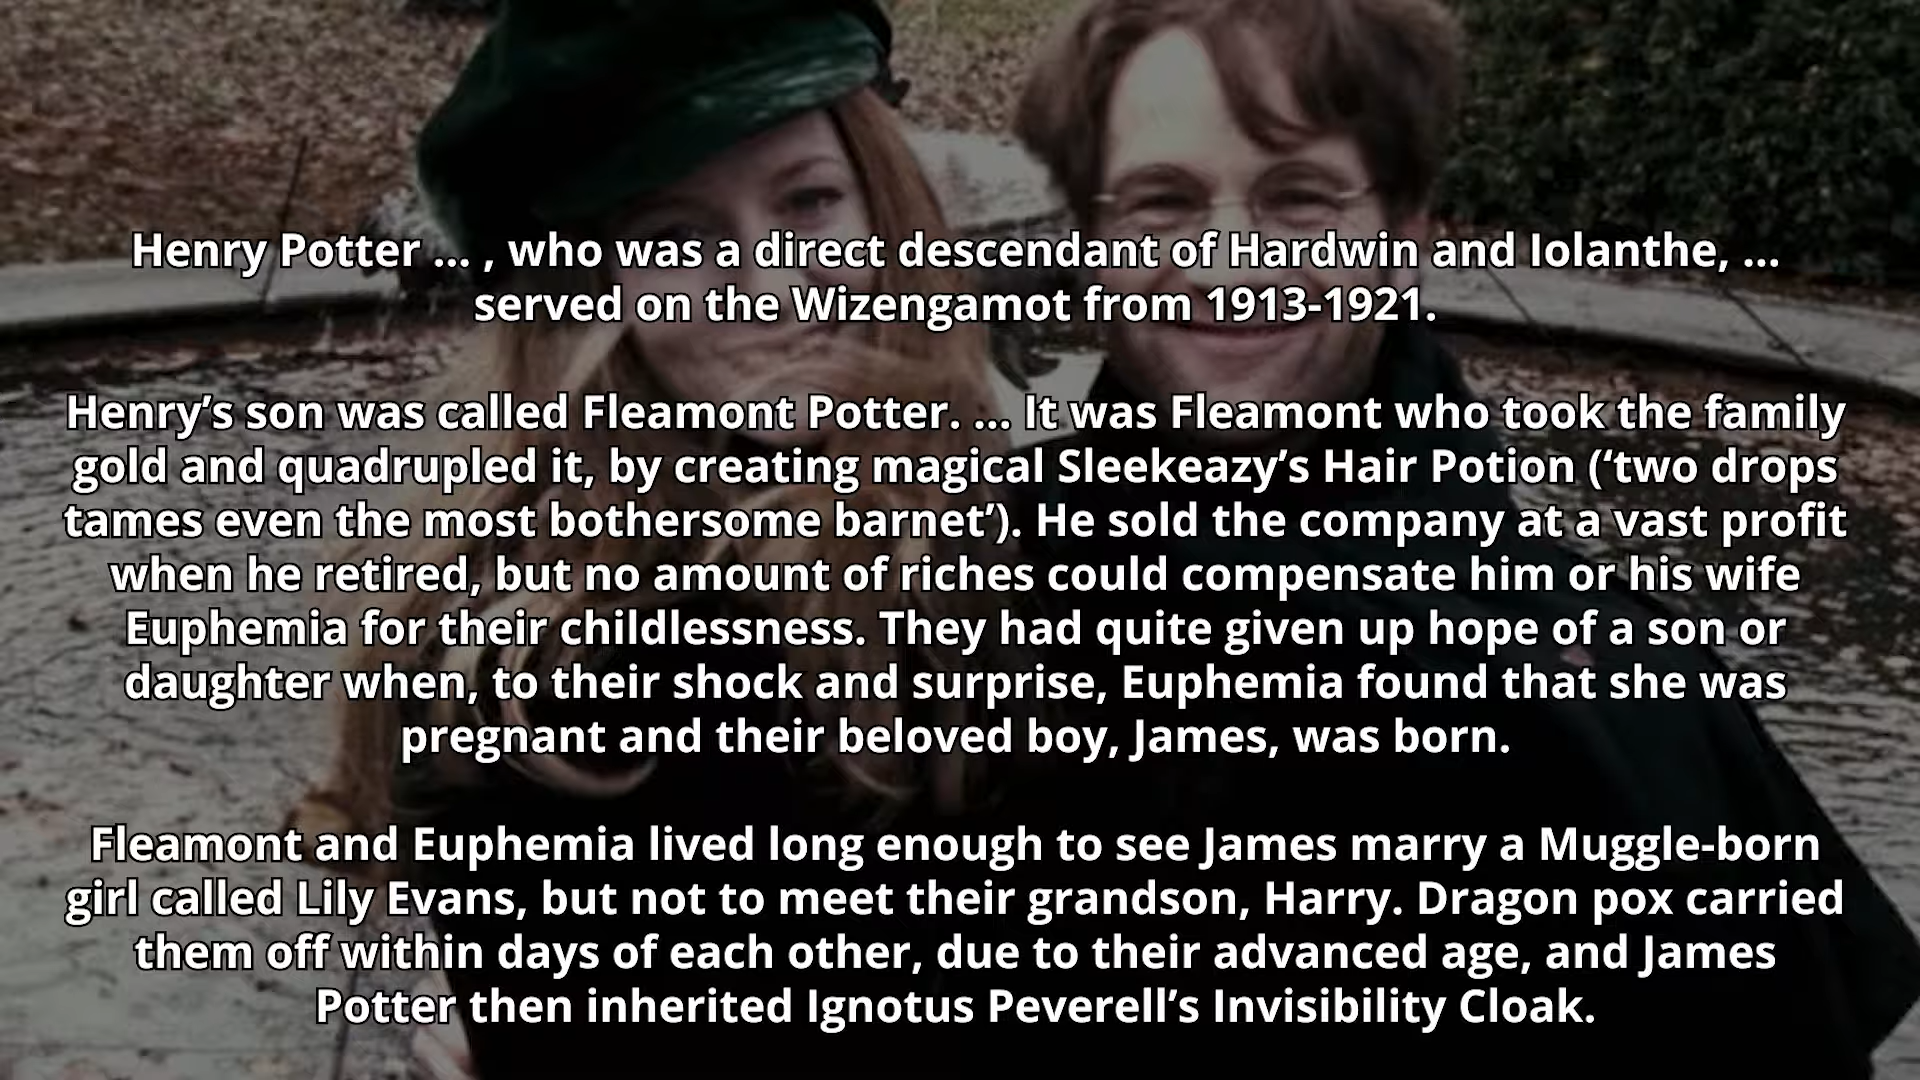 Henry Potter ... , who was a direct descendant of Hardwin and Iolanthe, ...
served on the Wizengamot from 1913-1921.
Henry’s son was called Fleamont Potter. ... It was Fleamont who took the family
gold and quadrupled it, by creating magical Sleekeazy’s Hair Potion (‘two drops
tames even the most bothersome barnet’). He sold the company at a vast profit
when he retired, but no amount of riches could compensate him or his wife
Euphemia for their childlessness. They had quite given up hope of a son or
daughter when, to their shock and surprise, Euphemia found that she was
pregnant and their beloved boy, James, was born.
Fleamont and Euphemia lived long enough to see James marry a Muggle-born
girl called Lily Evans, but not to meet their grandson, Harry. Dragon pox carried
them off within days of each other, due to their advanced age, and James
Potter then inherited Ignotus Peverell’s Invisibility Cloak.